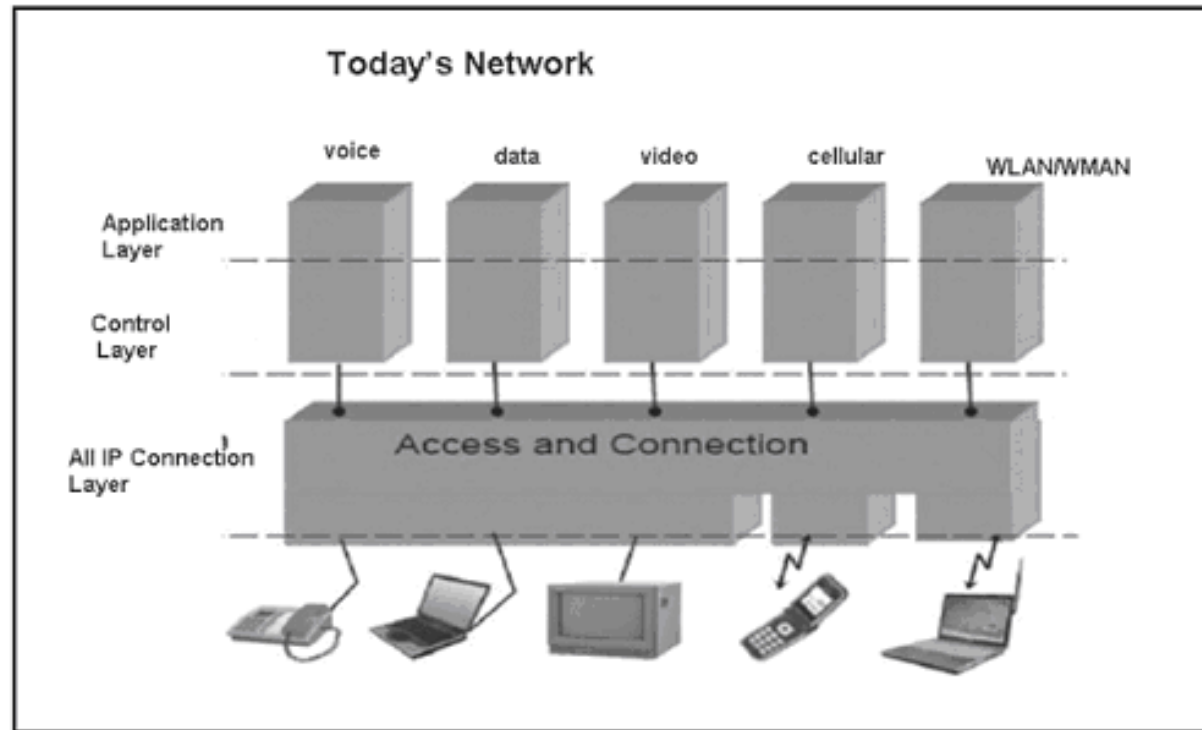 Today's Network
voice
data
video
cellular
WLAN/WMAN
Application
Layer
Control
Layer
All IP Connection
Layer
Access and Connection